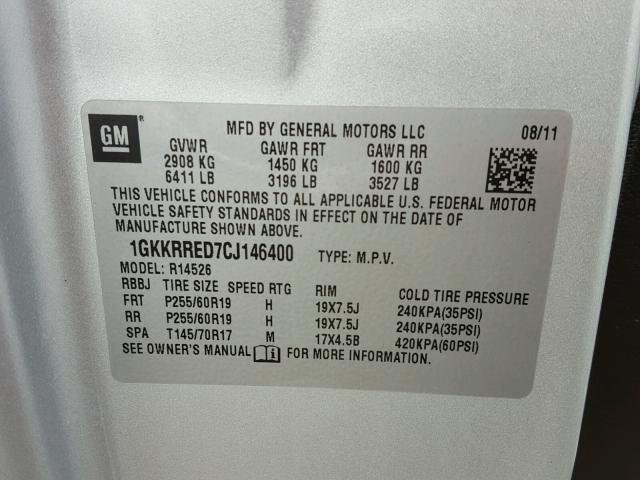 GM ® MFD BY GENERAL MOTORS LLC 08/11
GVWR GAWR FRT GAWR RR
2908 KG 1450 KG 1600 KG
6411 LB 3196 LB 3527 LB
THIS VEHICLE CONFORMS TO ALL APPLICABLE U.S. FEDERAL MOTOR
VEHICLE SAFETY STANDARDS IN EFFECT ON THE DATE OF
MANUFACTURE SHOWN ABOVE.
1GKKRRED7CJ146400 TYPE: M.P.V.
MODEL: R14526
RBBJ TIRE SIZE SPEED RTG RIM COLD TIRE PRESSURE
FRT P255/60R19 H 19X7.5J 240KPA(35PSI)
RR P255/60R19 H 19X7.5J 240KPA(35PSI)
SPA T145/70R17 M 17X4.5B 420KPA(60PSI)
SEE OWNER'S MANUAL i FOR MORE INFORMATION.